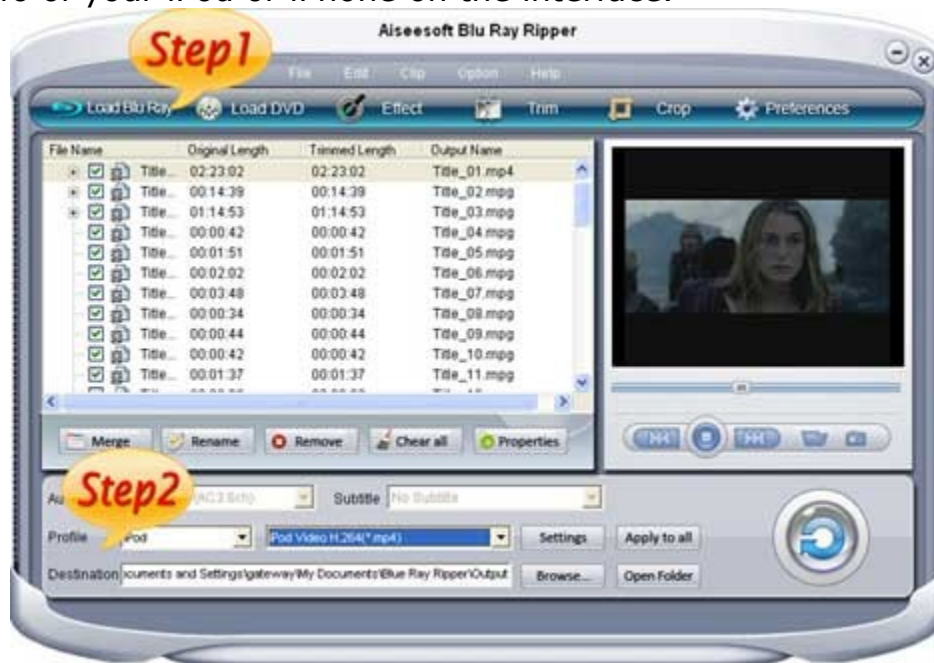 Aiseesoft Blu Ray Ripper
Step1
File Edit Clip Option Help
Load Blu Ray Load DVD Effect Trim Crop Preferences
File Name Original Length Trimmed Length Output Name
Title... 02:23:02 02:23:02 Title_01.mp4
Title... 00:14:39 00:14:39 Title_02.mpg
Title... 01:14:53 01:14:53 Title_03.mpg
Title... 00:00:42 00:00:42 Title_04.mpg
Title... 00:01:51 00:01:51 Title_05.mpg
Title... 00:02:02 00:02:02 Title_06.mpg
Title... 00:03:48 00:03:48 Title_07.mpg
Title... 00:00:34 00:00:34 Title_08.mpg
Title... 00:00:44 00:00:44 Title_09.mpg
Title... 00:00:42 00:00:42 Title_10.mpg
Title... 00:01:37 00:01:37 Title_11.mpg
Merge Rename Remove Chear all Properties
Step2
Subtitle No Subtitle
Profile iPod iPod Video H.264(*.mp4) Settings Apply to all
Destination ocuments and Settings\gateway\My Documents\Blue Ray Ripper\Output Browse... Open Folder